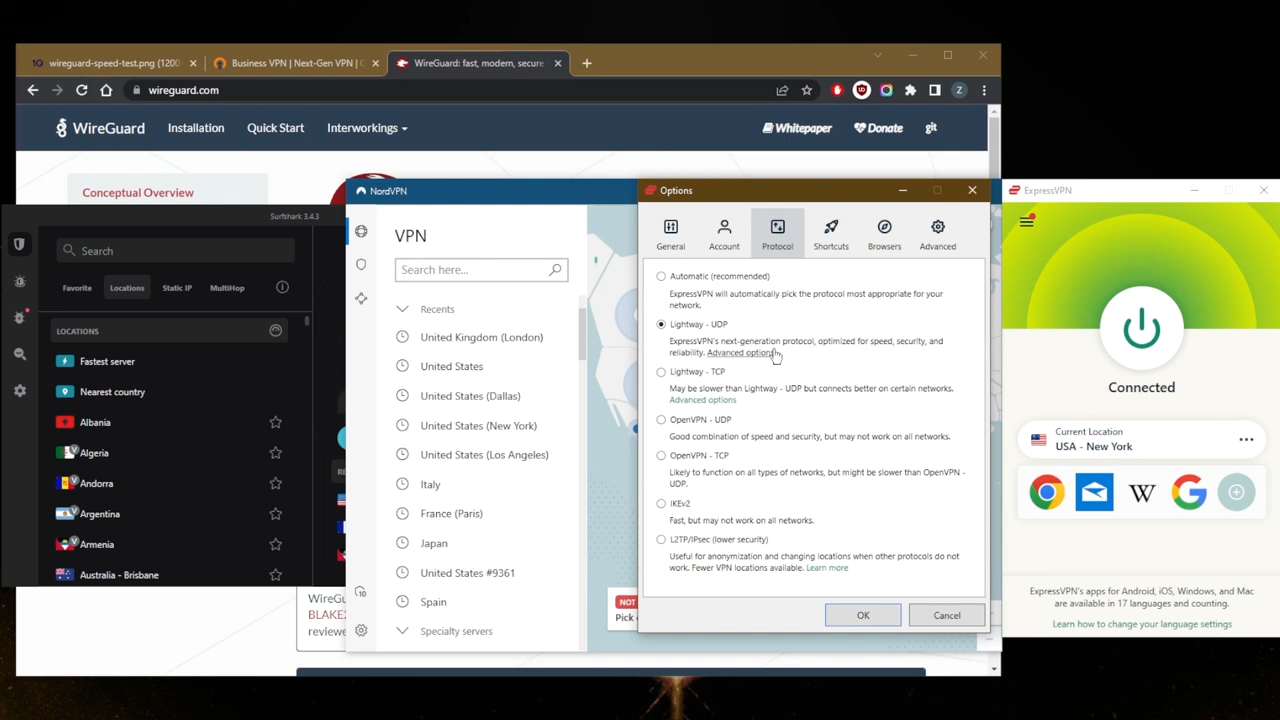 wireguard-speed-test.png (1200
Business VPN | Next-Gen VPN |
WireGuard: fast, modern, secure
wireguard.com
Z
WireGuard
Installation
Quick Start
Interworkings
Whitepaper
Donate
git
Conceptual Overview
Surfshark 3.4.3
Search
Favorite
Locations
Static IP
MultiHop
LOCATIONS
Fastest server
Nearest country
Albania
Algeria
Andorra
Argentina
Armenia
Australia - Brisbane
NordVPN
VPN
Search here...
Recents
United Kingdom (London)
United States
United States (Dallas)
United States (New York)
United States (Los Angeles)
Italy
France (Paris)
Japan
United States #9361
Spain
Specialty servers
RE
NOT
Pick
WireGu
BLAKE
reviewe
Options
General
Account
Protocol
Shortcuts
Browsers
Advanced
Automatic (recommended)
ExpressVPN will automatically pick the protocol most appropriate for your
network.
Lightway - UDP
ExpressVPN's next-generation protocol, optimized for speed, security, and
reliability. Advanced options
Lightway - TCP
May be slower than Lightway - UDP but connects better on certain networks.
Advanced options
OpenVPN - UDP
Good combination of speed and security, but may not work on all networks.
OpenVPN - TCP
Likely to function on all types of networks, but might be slower than OpenVPN -
UDP.
IKEv2
Fast, but may not work on all networks.
L2TP/IPsec (lower security)
Useful for anonymization and changing locations when other protocols do not
work. Fewer VPN locations available. Learn more
OK
Cancel
ExpressVPN
Connected
Current Location
USA - New York
W
G
ExpressVPN's apps for Android, iOS, Windows, and Mac
are available in 17 languages and counting.
Learn how to change your language settings